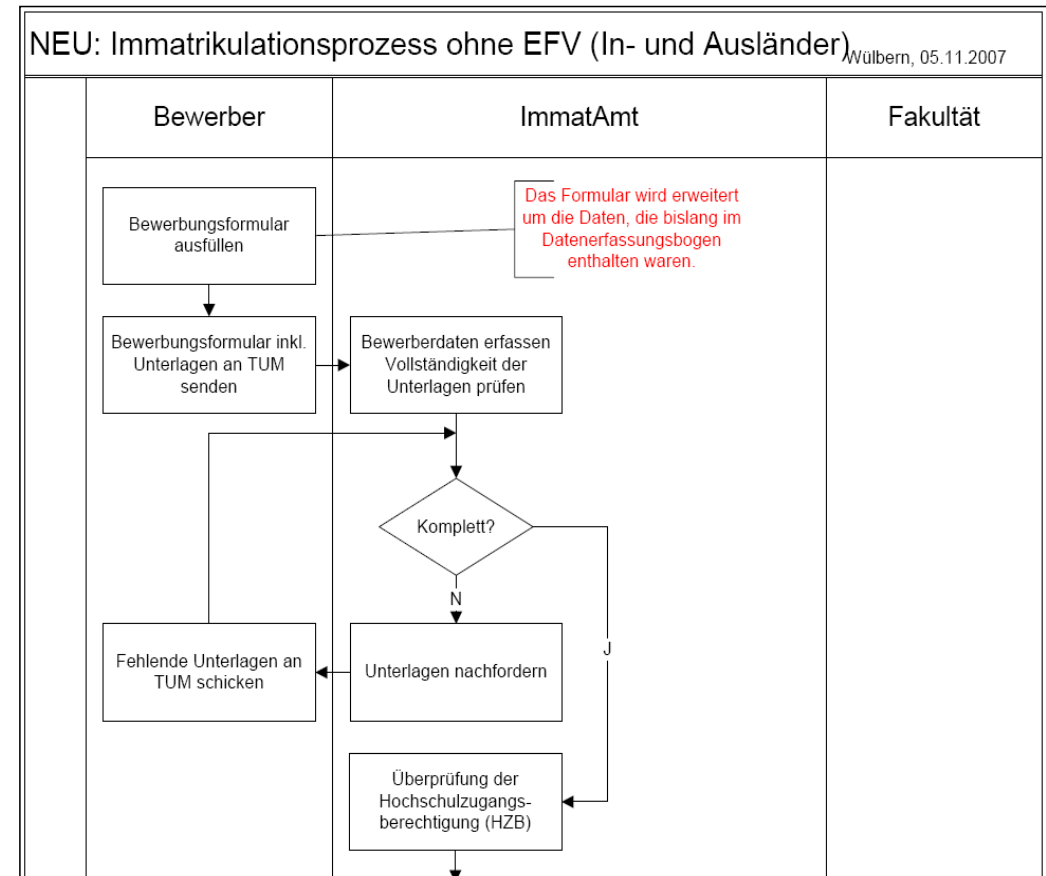 NEU: Immatrikulationsprozess ohne EFV (In- und Ausländer)
Wülbern, 05.11.2007
Bewerber
ImmatAmt
Fakultät
Bewerbungsformular
ausfüllen
Das Formular wird erweitert
um die Daten, die bislang im
Datenerfassungsbogen
enthalten waren.
Bewerbungsformular inkl.
Unterlagen an TUM
senden
Bewerberdaten erfassen
Vollständigkeit der
Unterlagen prüfen
Komplett?
N
J
Fehlende Unterlagen an
TUM schicken
Unterlagen nachfordern
Überprüfung der
Hochschulzugangs-
berechtigung (HZB)